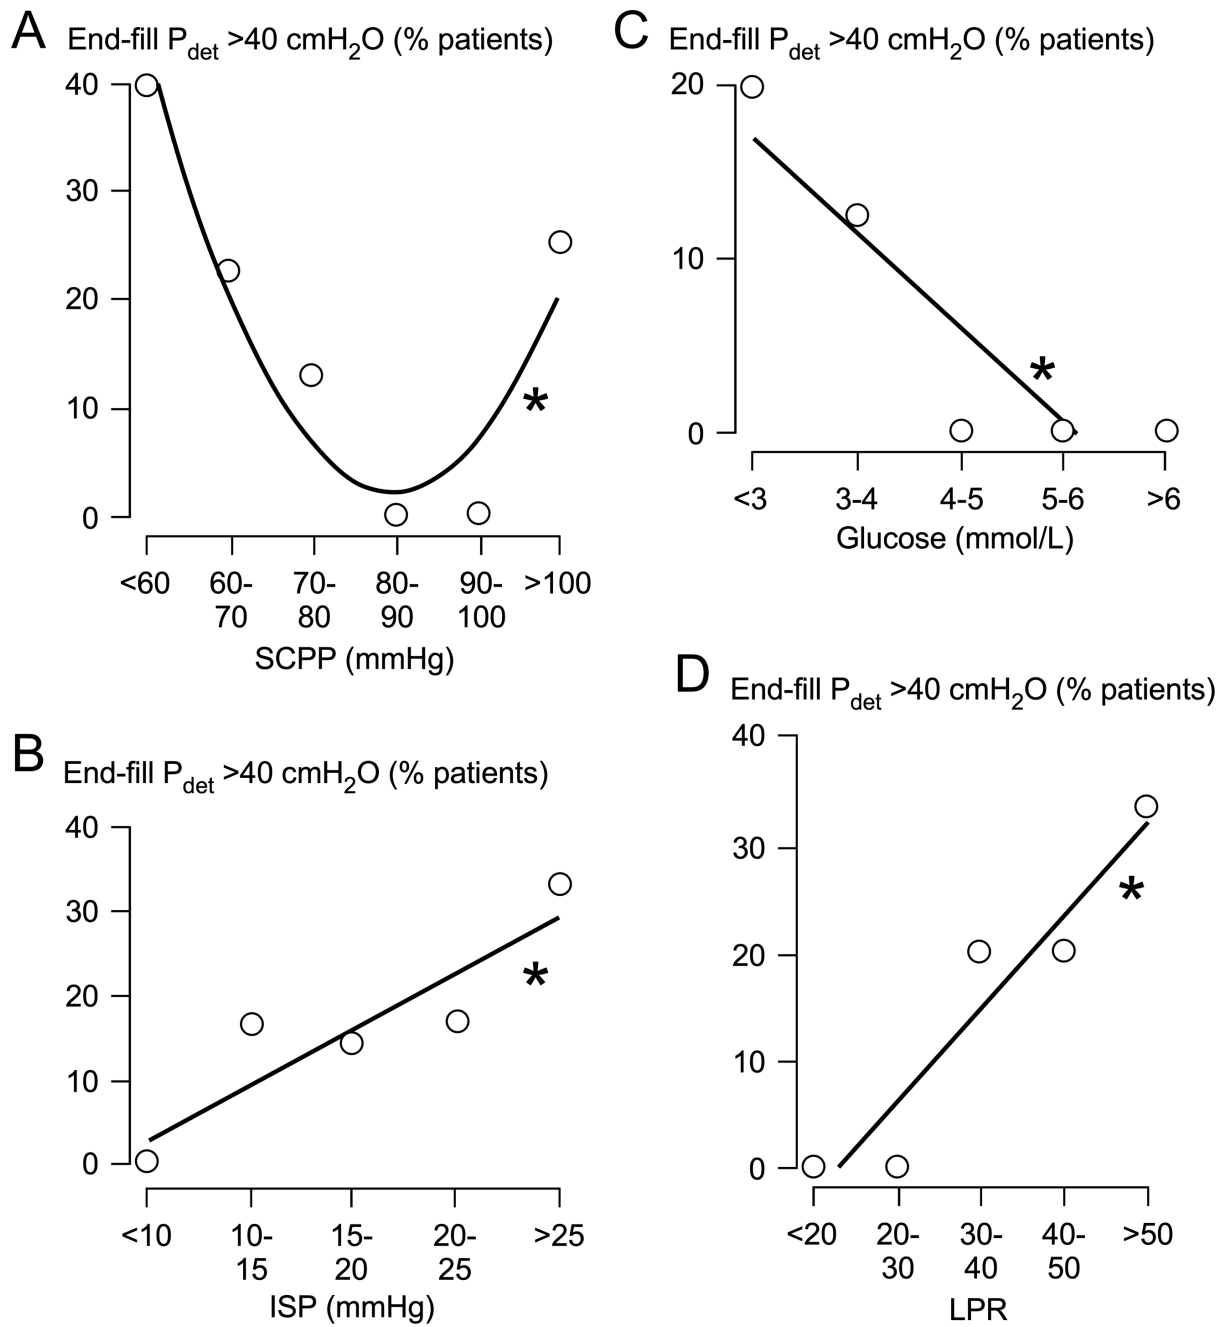 A
End-fill Pdet >40 cmH2O (% patients)
40
30
20
10
0
<60 60-70 70-80 80-90 90-100 >100
SCPP (mmHg)
*
B
End-fill Pdet >40 cmH2O (% patients)
40
30
20
10
0
<10 10-15 15-20 20-25 >25
ISP (mmHg)
*
C
End-fill Pdet >40 cmH2O (% patients)
20
10
0
<3 3-4 4-5 5-6 >6
Glucose (mmol/L)
*
D
End-fill Pdet >40 cmH2O (% patients)
40
30
20
10
0
<20 20-30 30-40 40-50 >50
LPR
*